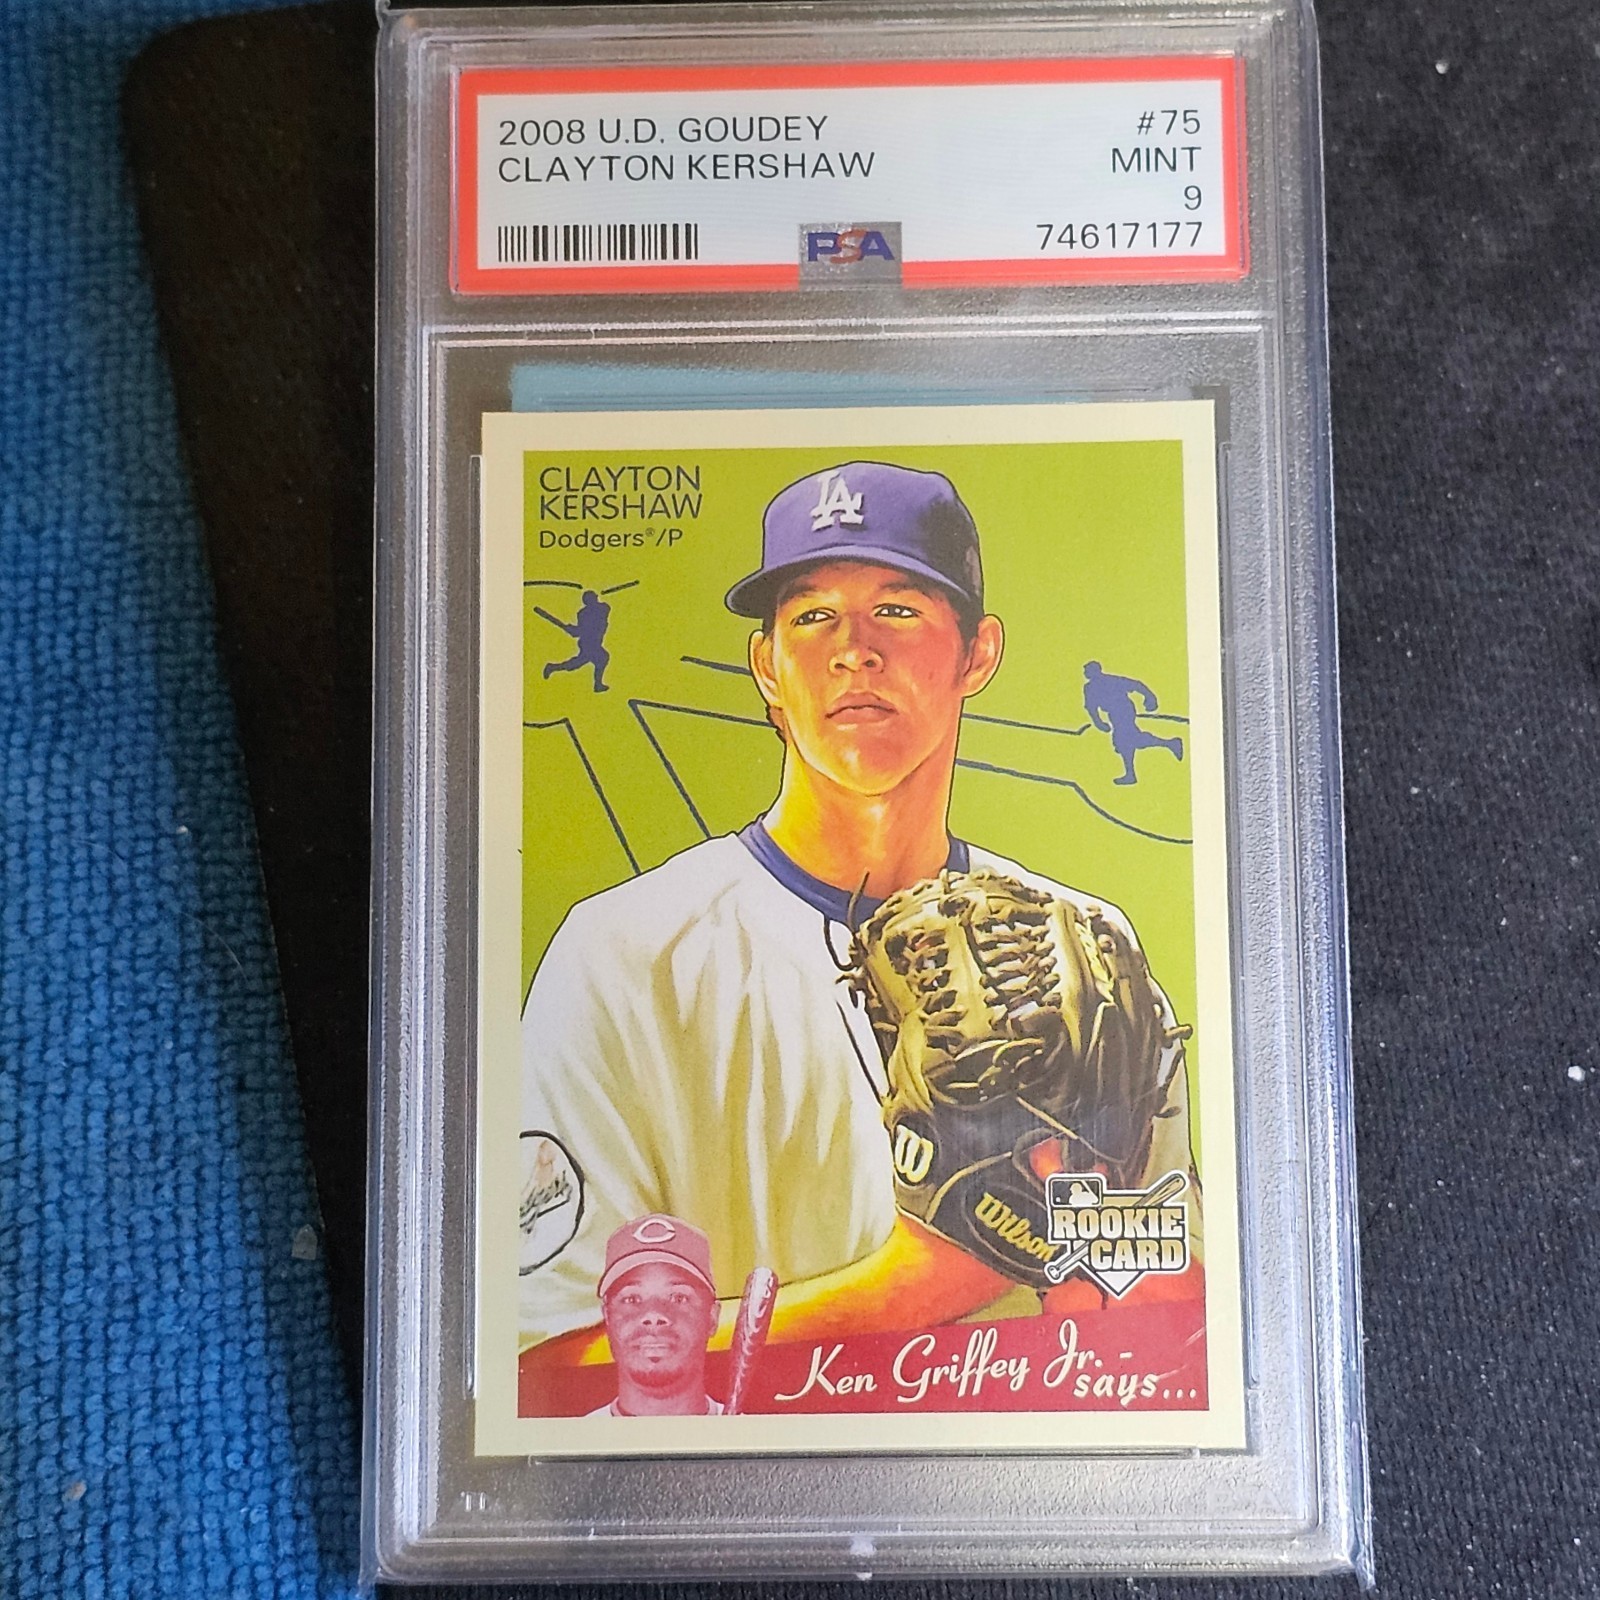 2008 U.D. GOUDEY #75
CLAYTON KERSHAW MINT
9
PSA 74617177
CLAYTON
KERSHAW
Dodgers®/P
LA
W
Wilson
Dodgers
ROOKIE
CARD
C
Ken Griffey Jr. -
says...